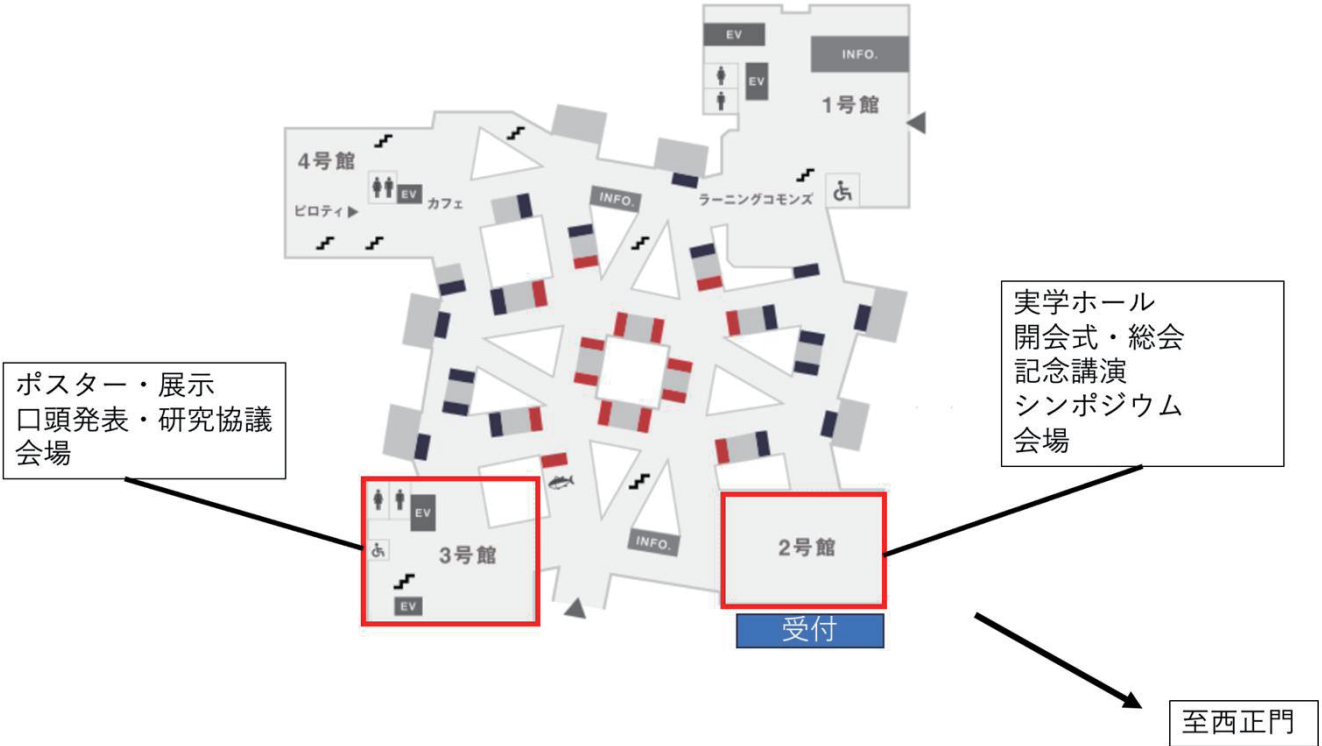 EV
INFO.
EV
1号館
4号館
EV
カフェ
ピロティ▶
INFO.
ラーニングコモンズ
実学ホール
開会式・総会
記念講演
シンポジウム
会場
ポスター・展示
口頭発表・研究協議
会場
EV
3号館
EV
INFO.
2号館
受付
至西正門